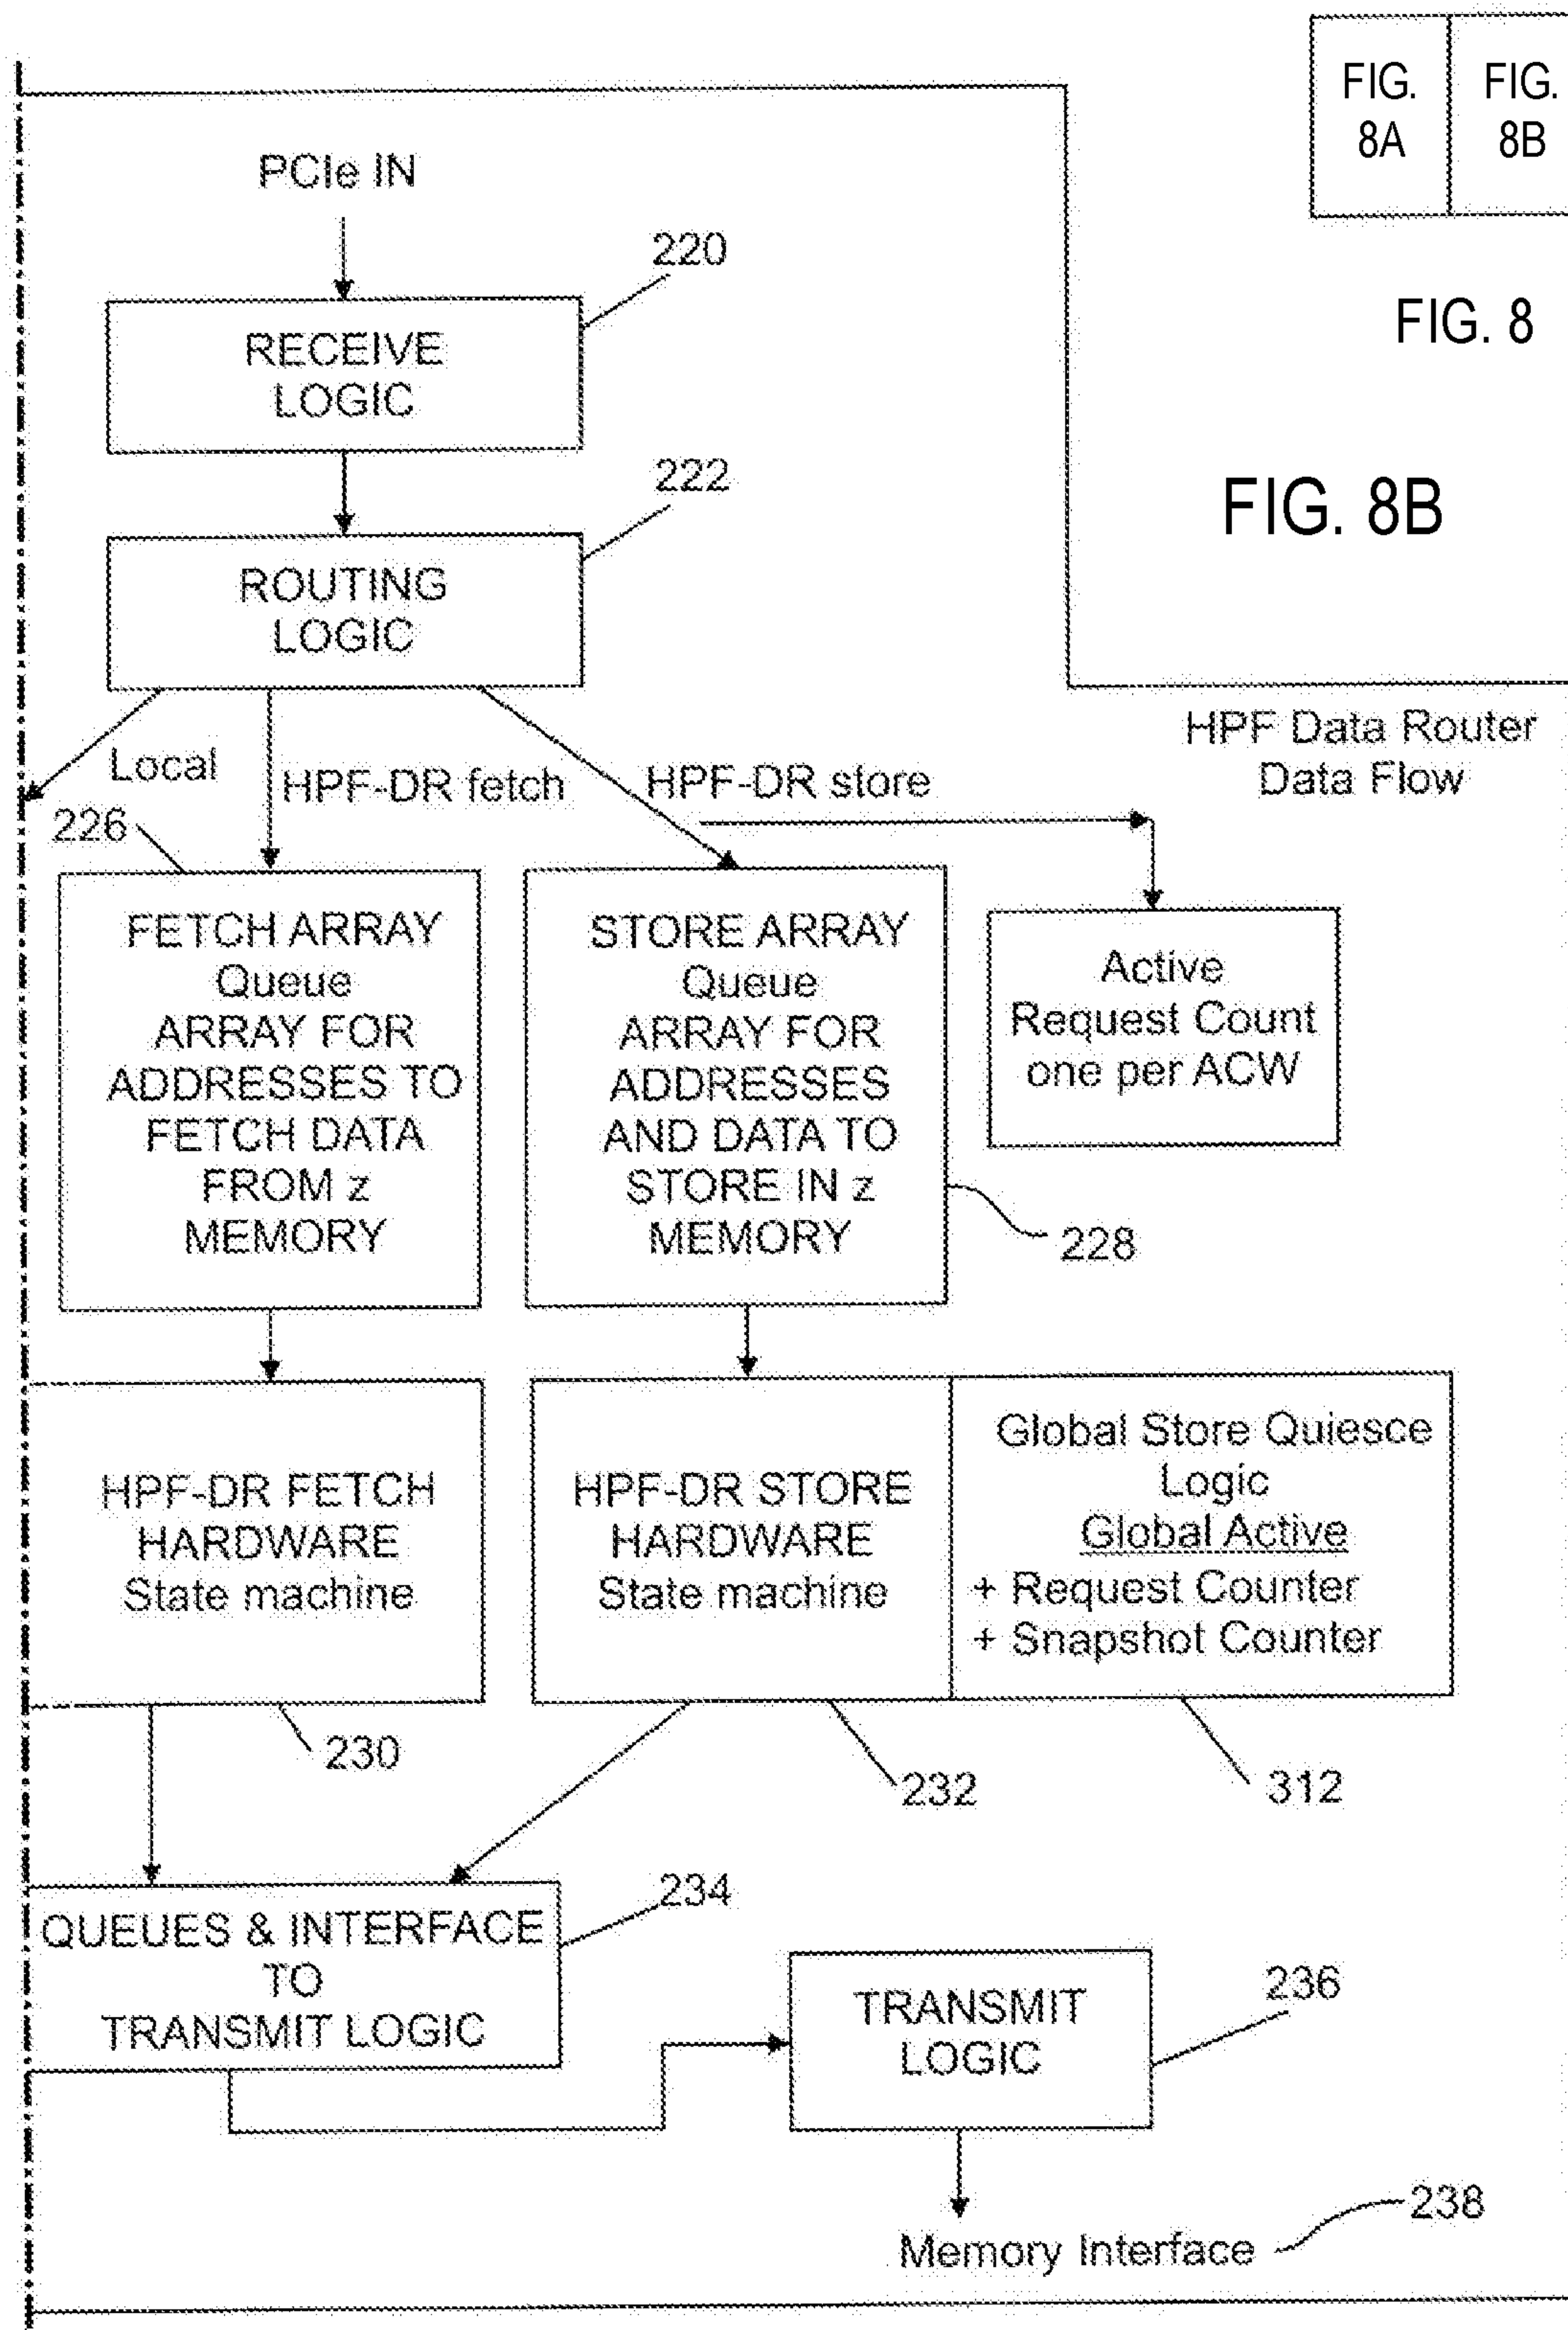 FIG.
8A
FIG.
8B
FIG. 8
FIG. 8B
PCIe IN
220
RECEIVE
LOGIC
222
ROUTING
LOGIC
HPF Data Router
Data Flow
Local
HPF-DR fetch
HPF-DR store
226
FETCH ARRAY
Queue
ARRAY FOR
ADDRESSES TO
FETCH DATA
FROM z
MEMORY
STORE ARRAY
Queue
ARRAY FOR
ADDRESSES
AND DATA TO
STORE IN z
MEMORY
228
Active
Request Count
one per ACW
HPF-DR FETCH
HARDWARE
State machine
230
HPF-DR STORE
HARDWARE
State machine
232
Global Store Quiesce
Logic
Global Active
+ Request Counter
+ Snapshot Counter
312
QUEUES & INTERFACE
TO
TRANSMIT LOGIC
234
TRANSMIT
LOGIC
236
Memory Interface
238